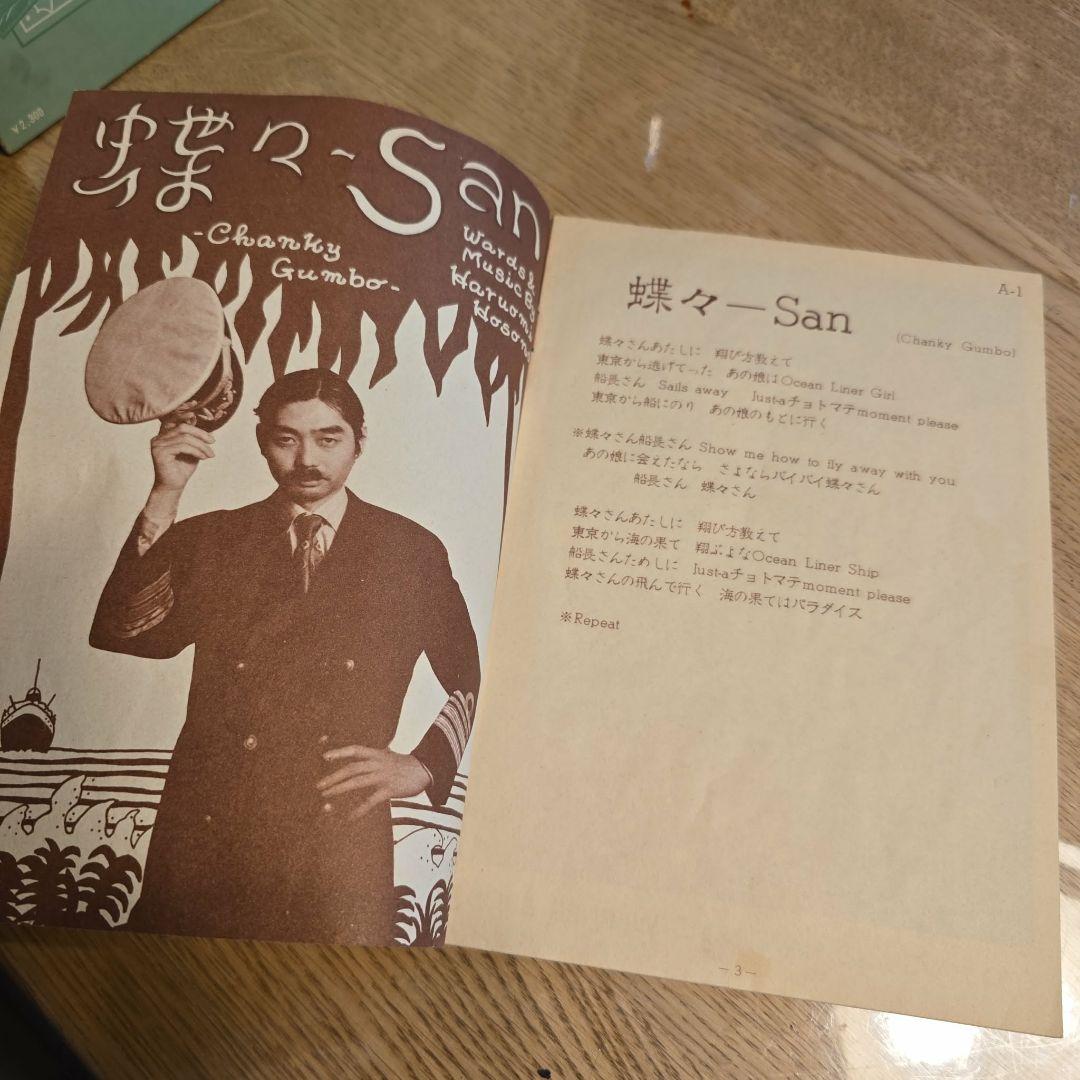 ¥2,300
蝶々-San
-Chanky
Gumbo-
Words &
Music By
Haruomi
Hosono
A-1
蝶々—San
(Chanky Gumbo)
蝶々さんあたしに 翔び方教えて
東京から逃げてった あの娘はOcean Liner Girl
船長さん Sails away Just-aチョトマテmoment please
東京から船にのり あの娘のもとに行く
※蝶々さん船長さん Show me how to fly away with you
あの娘に会えたなら さよならバイバイ蝶々さん
船長さん 蝶々さん
蝶々さんあたしに 翔び方教えて
東京から海の果て 翔ぶよなOcean Liner Ship
船長さんためしに Just-aチョトマテmoment please
蝶々さんの飛んで行く 海の果てはパラダイス
※Repeat
—3—